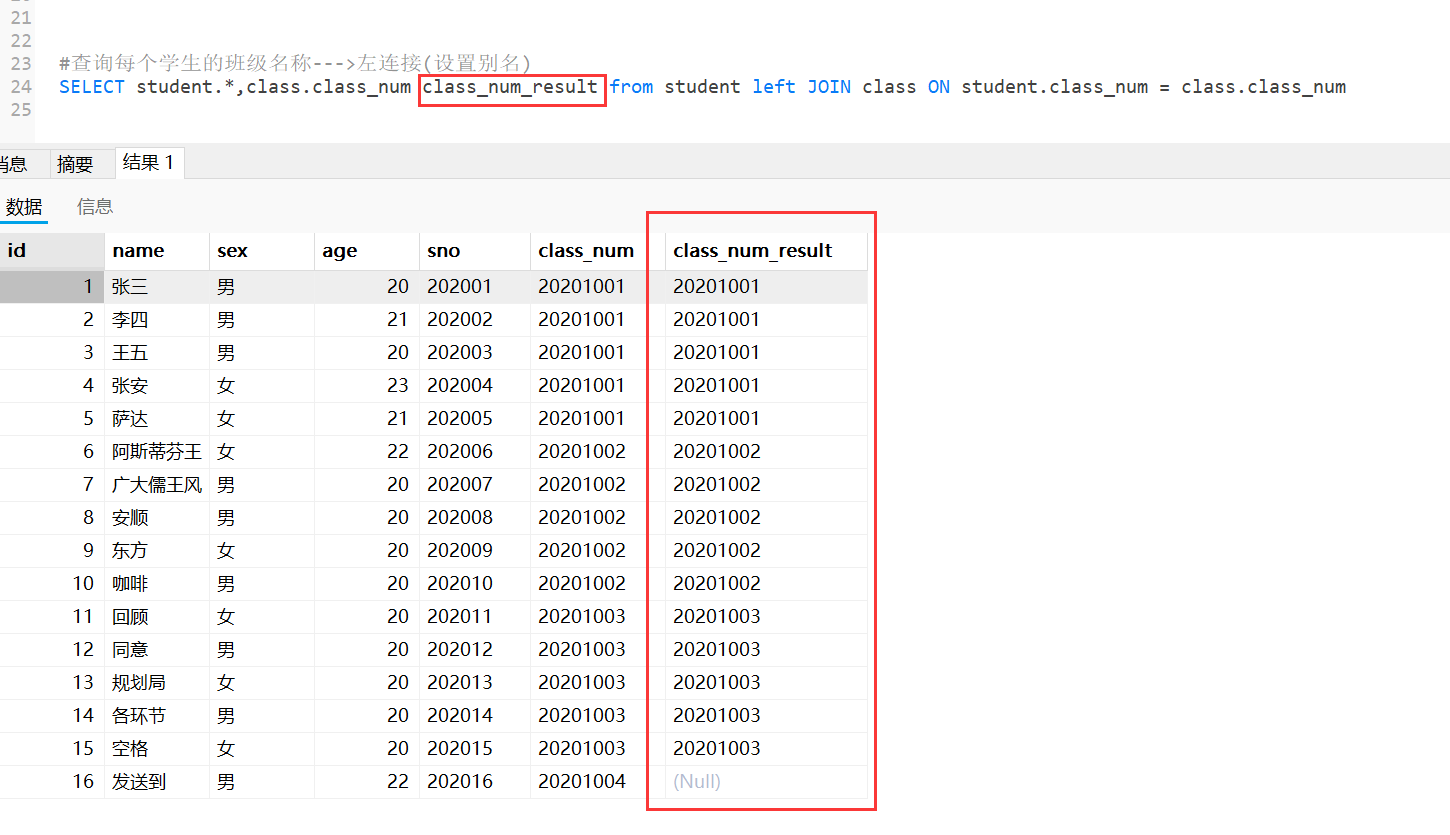 21
22
23 #查询每个学生的班级名称--->左连接(设置别名)
24 SELECT student.*,class.class_num class_num_result from student left JOIN class ON student.class_num = class.class_num
25
消息 摘要 结果 1
数据 信息
id name sex age sno class_num class_num_result
1 张三 男 20 202001 20201001 20201001
2 李四 男 21 202002 20201001 20201001
3 王五 男 20 202003 20201001 20201001
4 张安 女 23 202004 20201001 20201001
5 萨达 女 21 202005 20201001 20201001
6 阿斯蒂芬王 女 22 202006 20201002 20201002
7 广大儒王风 男 20 202007 20201002 20201002
8 安顺 男 20 202008 20201002 20201002
9 东方 女 20 202009 20201002 20201002
10 咖啡 男 20 202010 20201002 20201002
11 回顾 女 20 202011 20201003 20201003
12 同意 男 20 202012 20201003 20201003
13 规划局 女 20 202013 20201003 20201003
14 各环节 男 20 202014 20201003 20201003
15 空格 女 20 202015 20201003 20201003
16 发送到 男 22 202016 20201004 (Null)